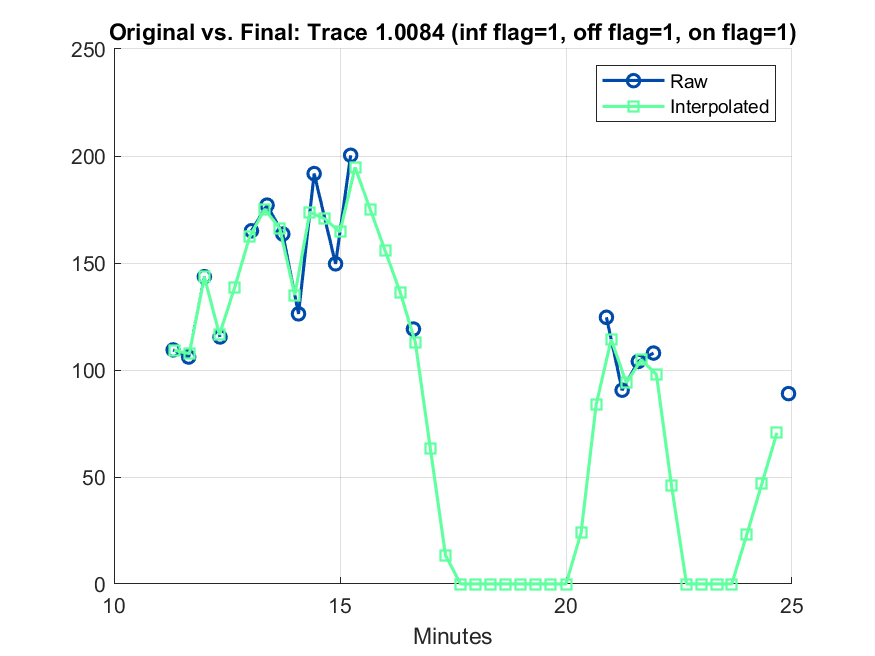 Original vs. Final: Trace 1.0084 (inf flag=1, off flag=1, on flag=1)
250
Raw
Interpolated
200
150
100
50
0
10 15 20 25
Minutes